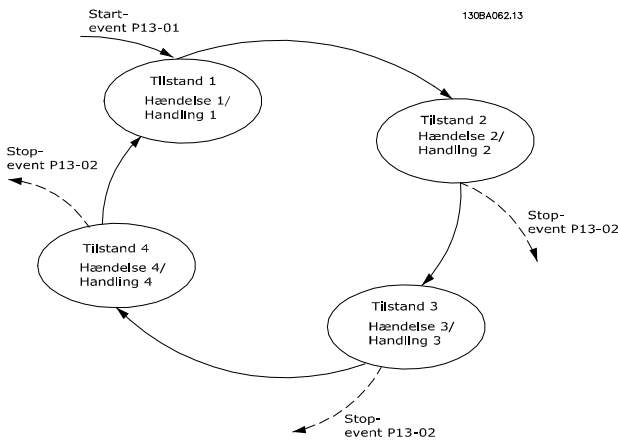 Start-
event P13-01
130BA062.13
Tilstand 1
Hændelse 1/
Handling 1
Tilstand 2
Hændelse 2/
Handling 2
Stop-
event P13-02
Stop-
event P13-02
Tilstand 4
Hændelse 4/
Handling 4
Tilstand 3
Hændelse 3/
Handling 3
Stop-
event P13-02